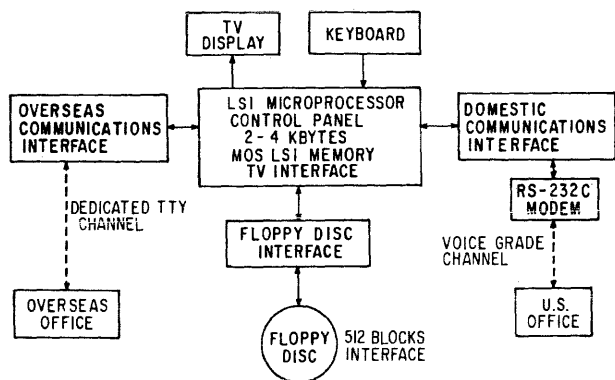 TV
DISPLAY
KEYBOARD
OVERSEAS
COMMUNICATIONS
INTERFACE
LSI MICROPROCESSOR
CONTROL PANEL
2-4 KBYTES
MOS LSI MEMORY
TV INTERFACE
DOMESTIC
COMMUNICATIONS
INTERFACE
RS-232C
MODEM
DEDICATED TTY
CHANNEL
FLOPPY DISC
INTERFACE
VOICE GRADE
CHANNEL
OVERSEAS
OFFICE
FLOPPY
DISC
512 BLOCKS
INTERFACE
U.S.
OFFICE